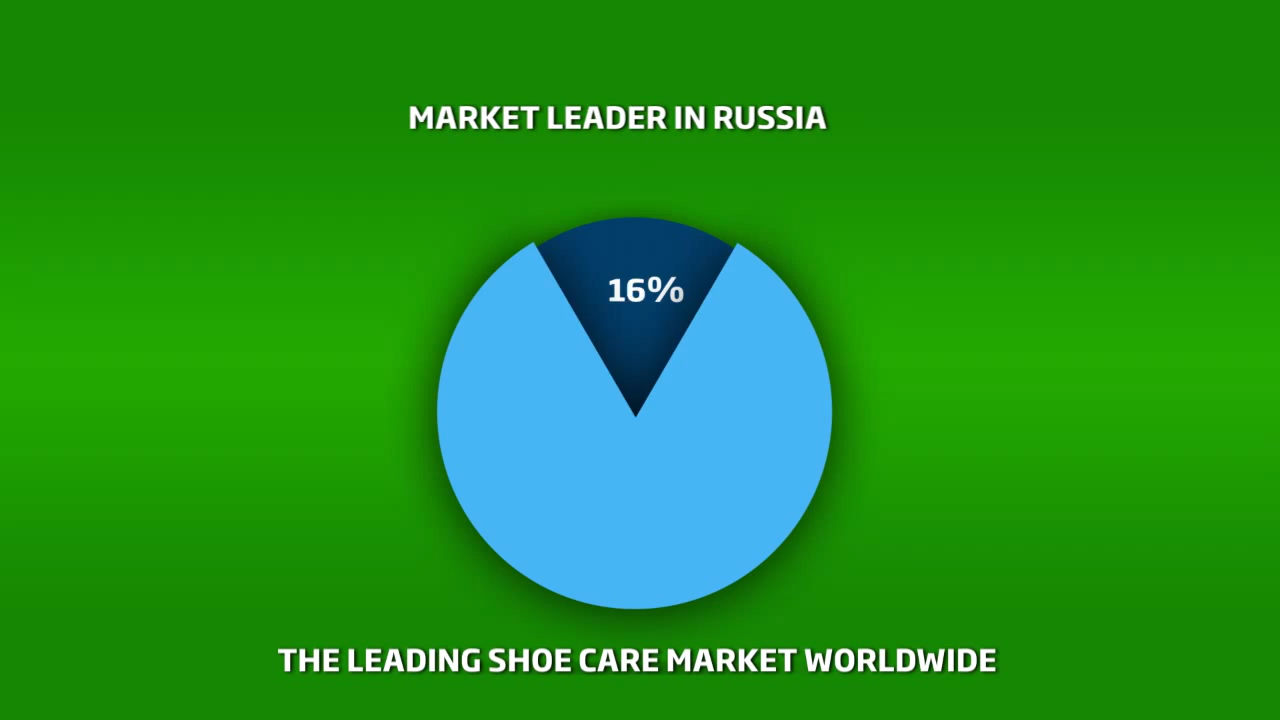 MARKET LEADER IN RUSSIA
16%
THE LEADING SHOE CARE MARKET WORLDWIDE